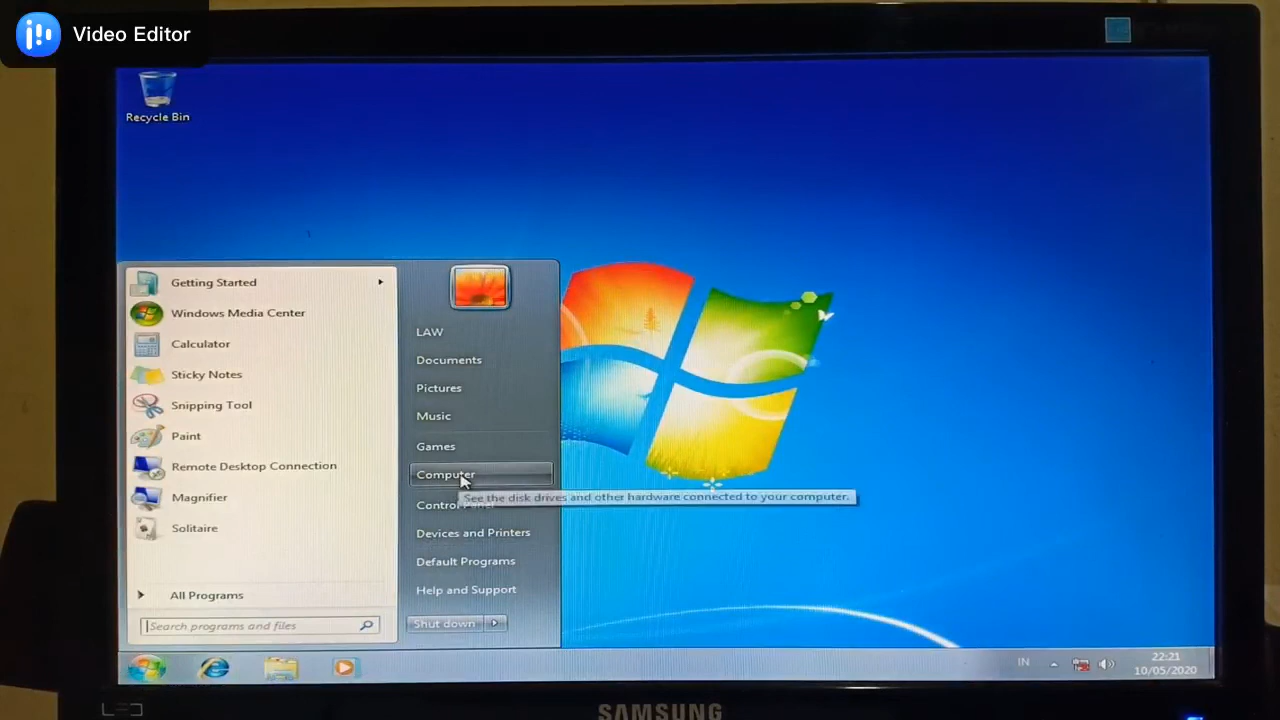 Video Editor
Recycle Bin
Getting Started
Windows Media Center
Calculator
Sticky Notes
Snipping Tool
Paint
Remote Desktop Connection
Magnifier
Solitaire
All Programs
Search programs and files
LAW
Documents
Pictures
Music
Games
Computer
See the disk drives and other hardware connected to your computer.
Control Panel
Devices and Printers
Default Programs
Help and Support
Shut down
IN
22:21
10/05/2020
SAMSUNG